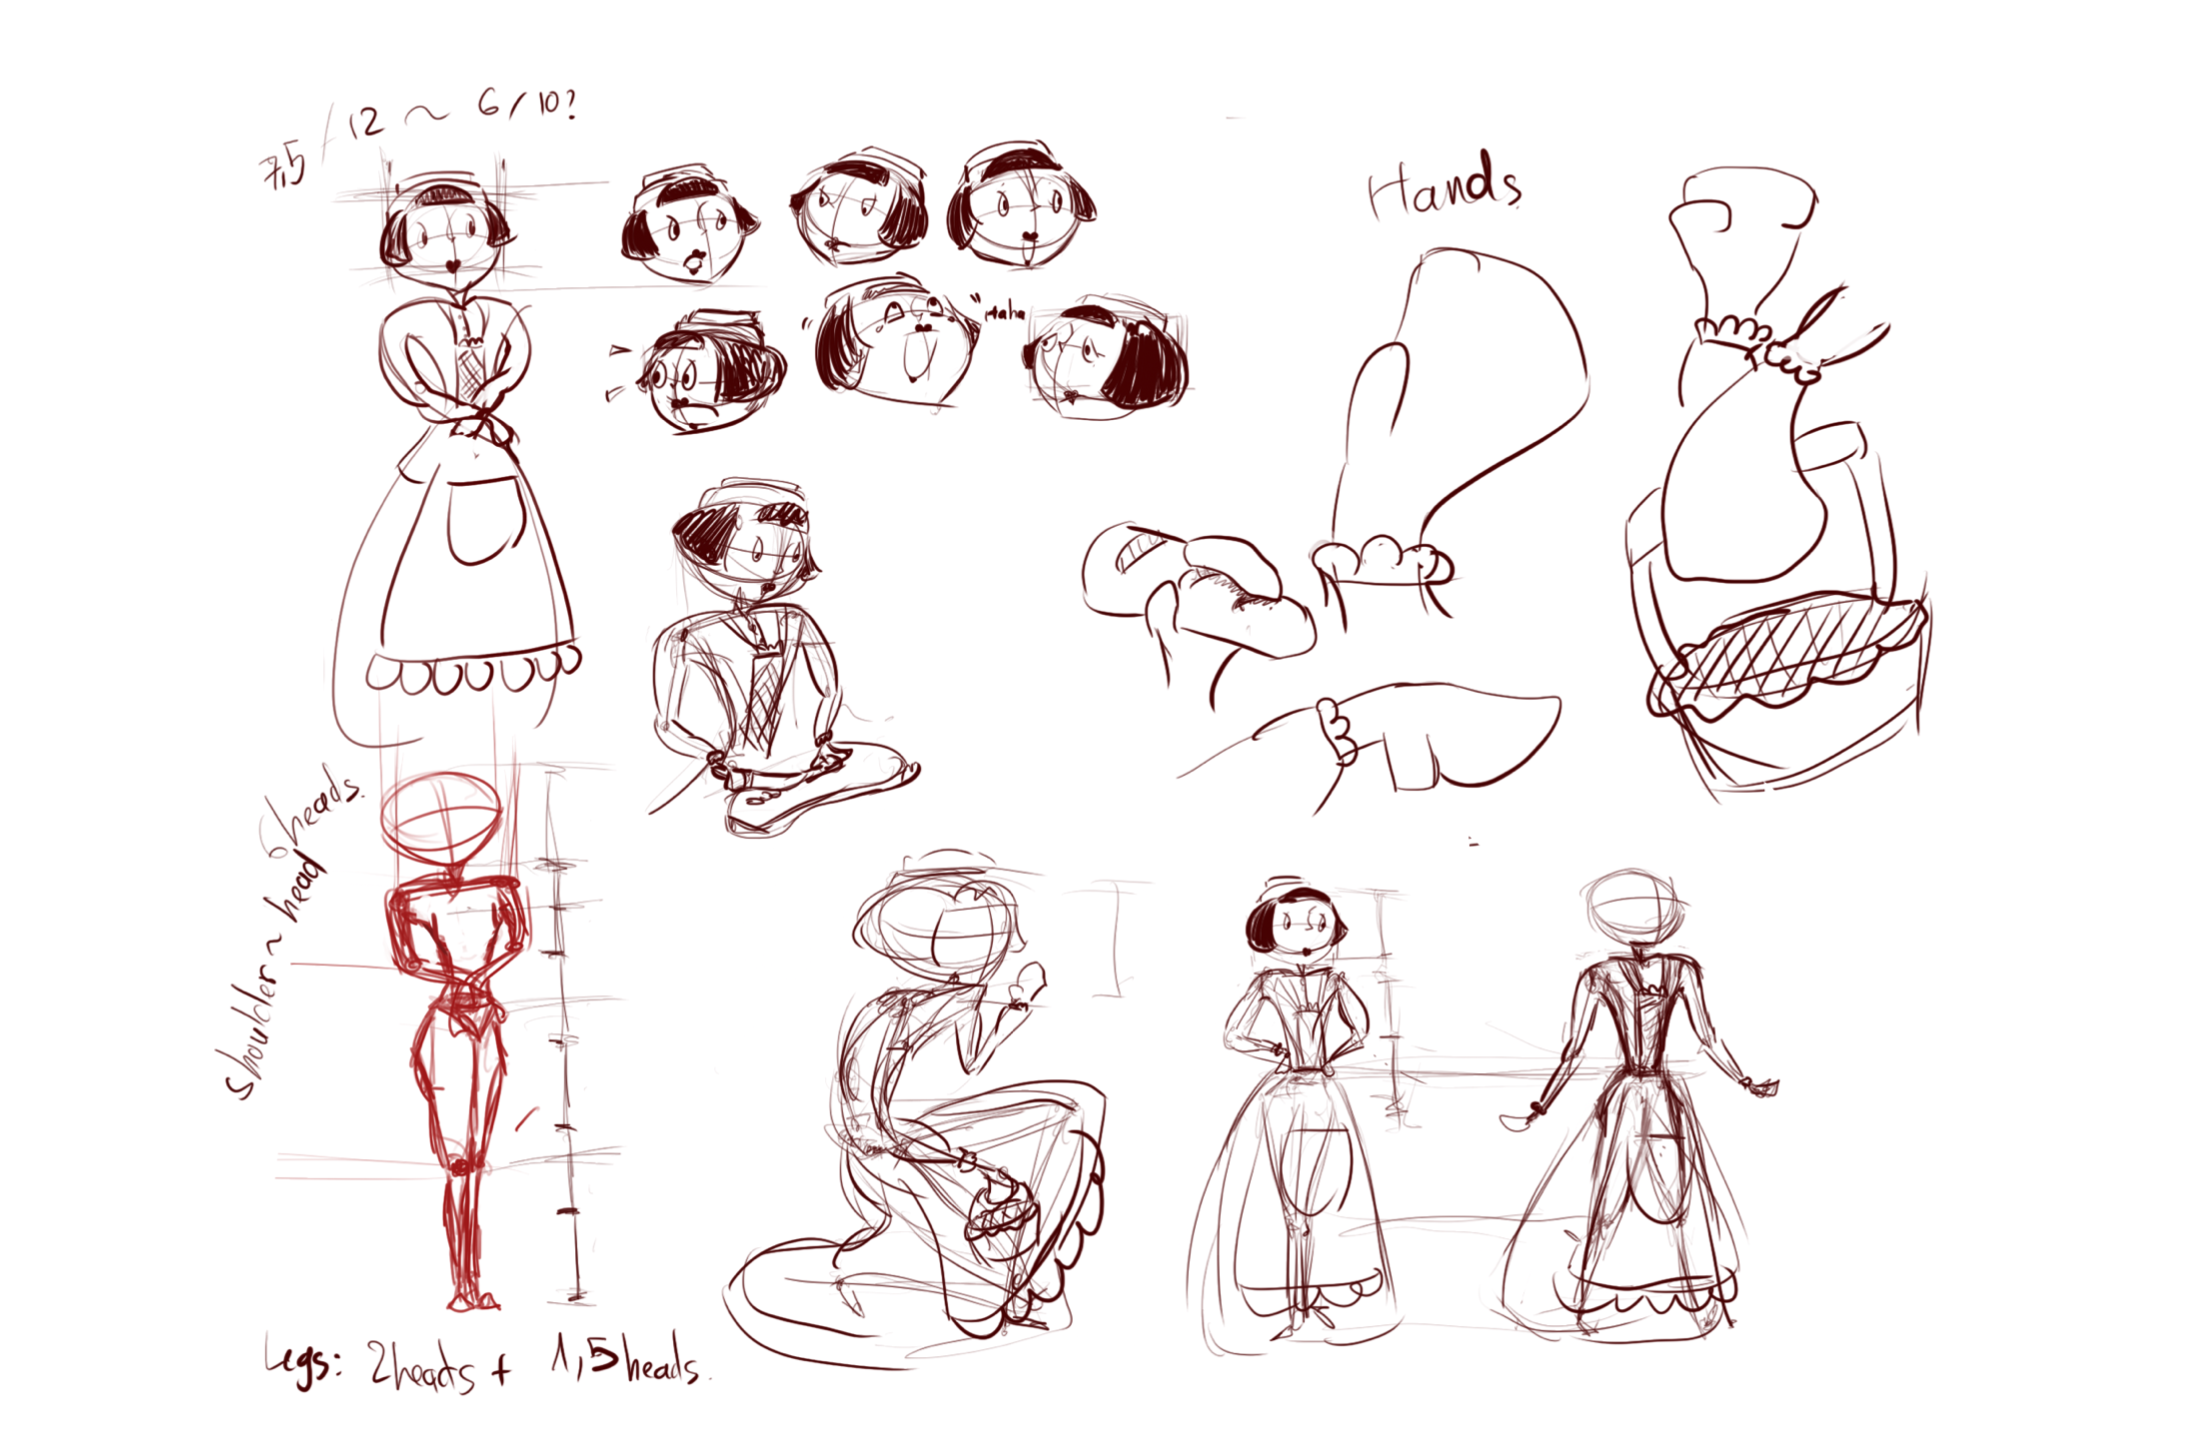 7,5 / 12 ~ 6/10?
Hands
" Haha
6 heads.
shoulder ~ head
Legs: 2heads + 1,5heads.